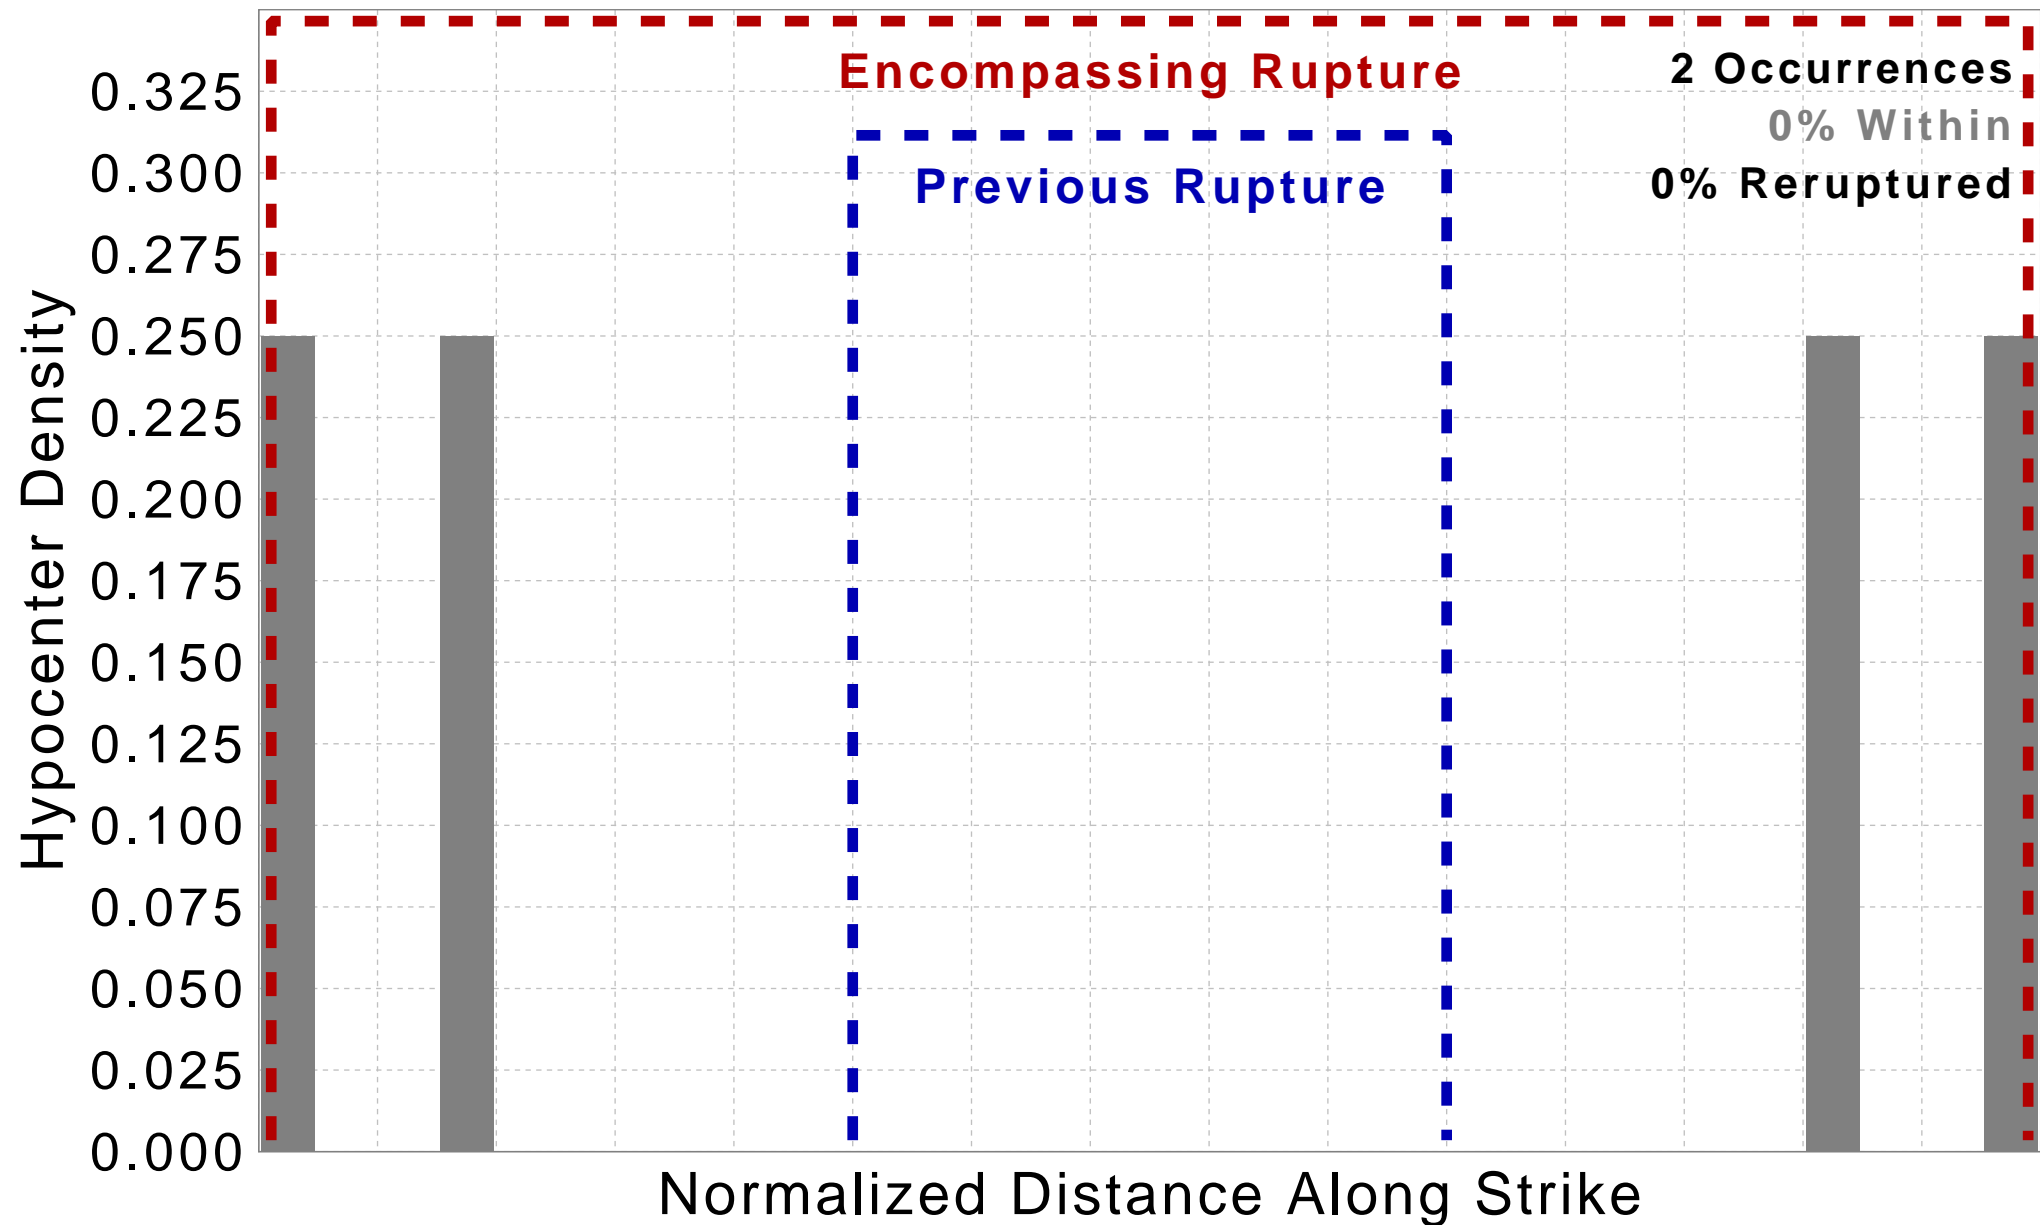 Encompassing Rupture
2 Occurrences
0% Within
Previous Rupture
0% Reruptured
0.325
0.300
0.275
0.250
0.225
0.200
0.175
0.150
0.125
0.100
0.075
0.050
0.025
0.000
Hypocenter Density
Normalized Distance Along Strike